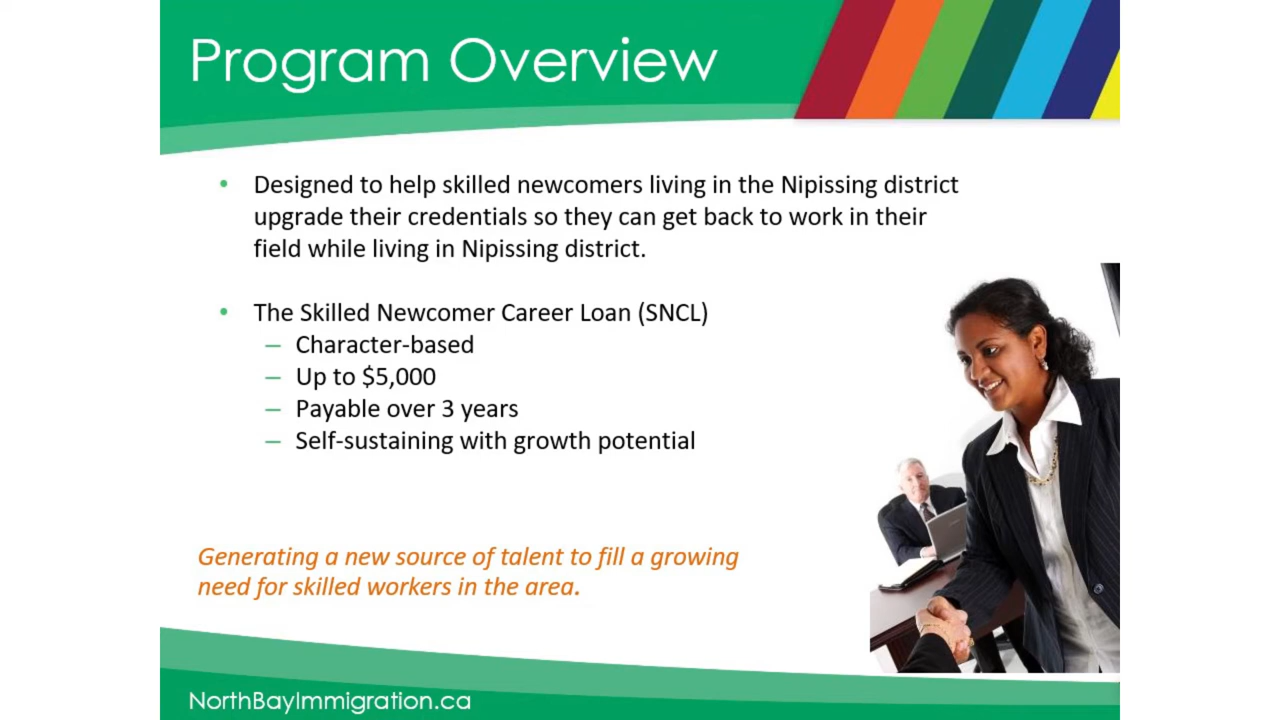 Program Overview
• Designed to help skilled newcomers living in the Nipissing district
upgrade their credentials so they can get back to work in their
field while living in Nipissing district.
• The Skilled Newcomer Career Loan (SNCL)
– Character-based
– Up to $5,000
– Payable over 3 years
– Self-sustaining with growth potential
Generating a new source of talent to fill a growing
need for skilled workers in the area.
NorthBayImmigration.ca